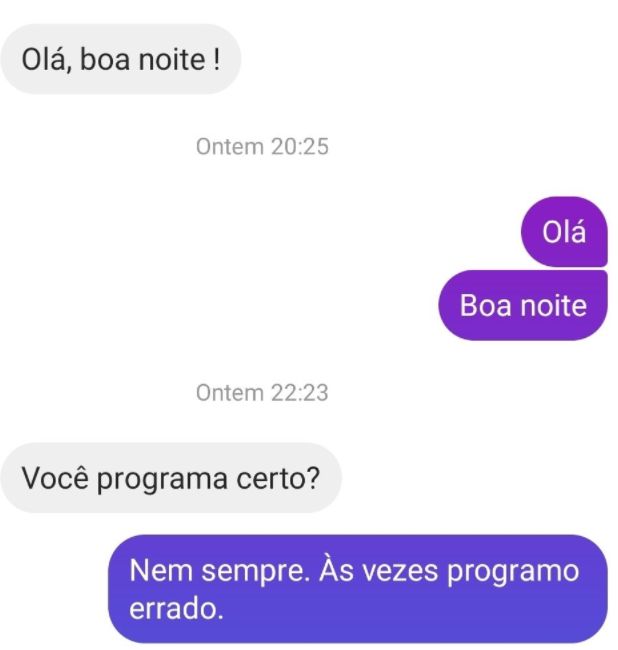 Olá, boa noite !
Ontem 20:25
Olá
Boa noite
Ontem 22:23
Você programa certo?
Nem sempre. Às vezes programo
errado.